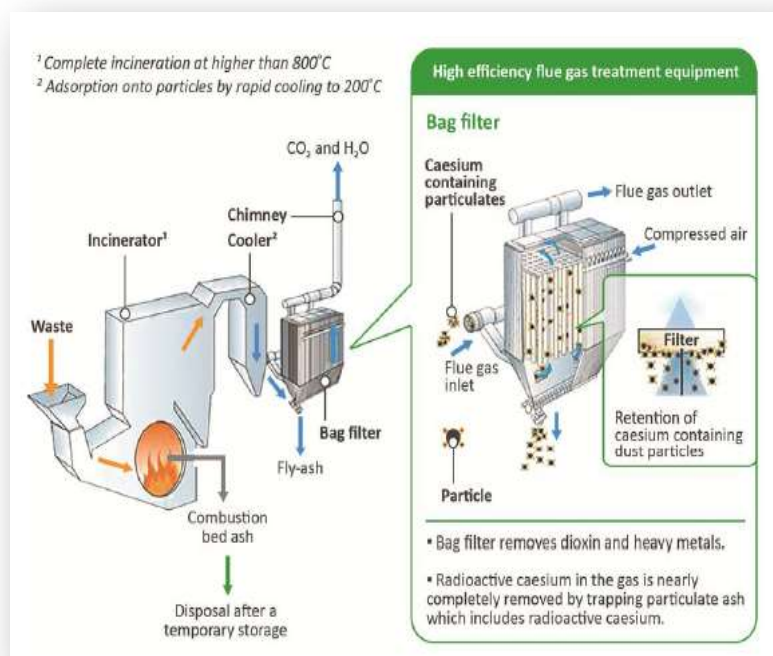 ¹ Complete incineration at higher than 800°C
² Adsorption onto particles by rapid cooling to 200°C
CO₂ and H₂O
Chimney
Incinerator¹
Cooler²
Waste
Bag filter
Fly-ash
Combustion
bed ash
Disposal after a
temporary storage
High efficiency flue gas treatment equipment
Bag filter
Caesium
containing
particulates
Flue gas outlet
Compressed air
Flue gas
inlet
Filter
Retention of
caesium containing
dust particles
Particle
▪ Bag filter removes dioxin and heavy metals.
▪ Radioactive caesium in the gas is nearly
completely removed by trapping particulate ash
which includes radioactive caesium.